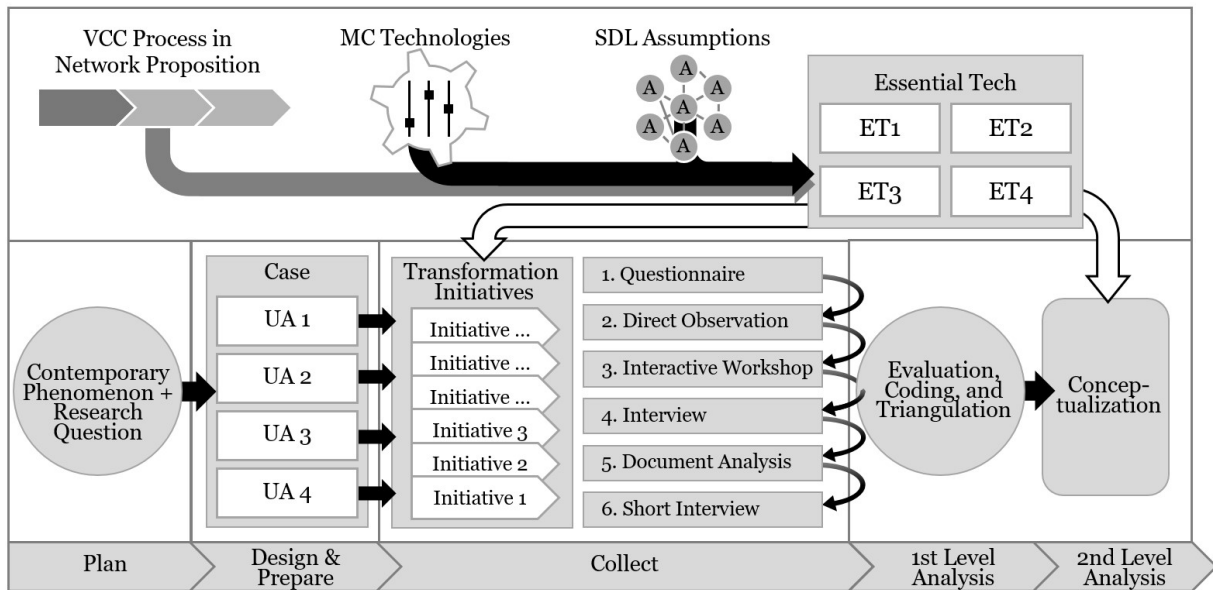 VCC Process in
Network Proposition
MC Technologies
SDL Assumptions
A
A
A
A
A
A
A
Essential Tech
ET1
ET2
ET3
ET4
Contemporary
Phenomenon +
Research
Question
Case
UA 1
UA 2
UA 3
UA 4
Transformation
Initiatives
Initiative ...
Initiative ...
Initiative ...
Initiative 3
Initiative 2
Initiative 1
1. Questionnaire
2. Direct Observation
3. Interactive Workshop
4. Interview
5. Document Analysis
6. Short Interview
Evaluation,
Coding, and
Triangulation
Concep-
tualization
Plan
Design &
Prepare
Collect
1st Level
Analysis
2nd Level
Analysis